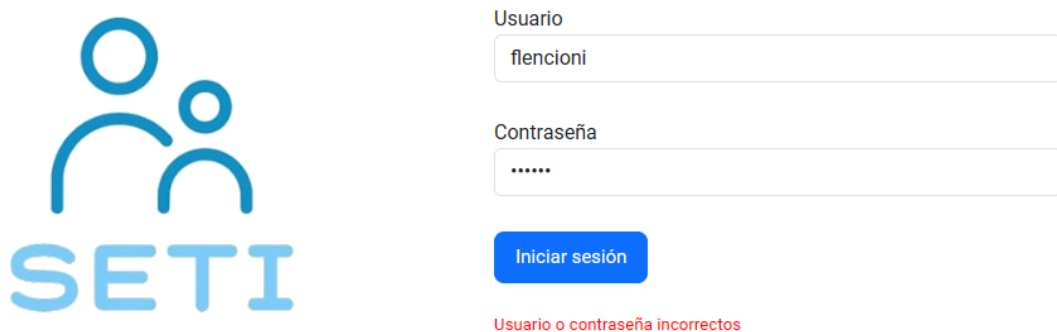 SETI
Usuario
flencioni
Contraseña
••••••
Iniciar sesión
Usuario o contraseña incorrectos